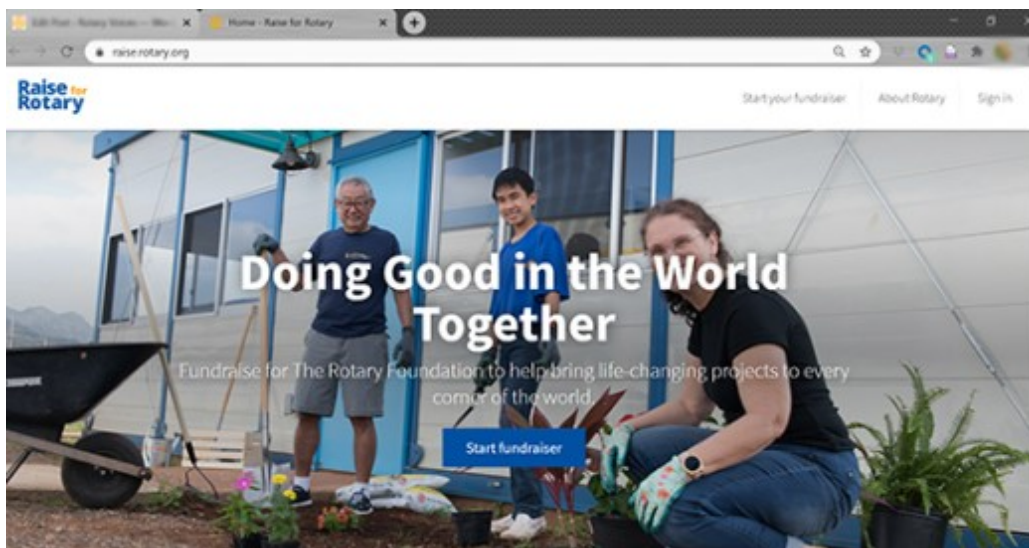 Home - Raise for Rotary
raise.rotary.org
Raise for
Rotary
Start your fundraiser About Rotary Sign in
Doing Good in the World
Together
Fundraise for The Rotary Foundation to help bring life-changing projects to every
corner of the world.
Start fundraiser